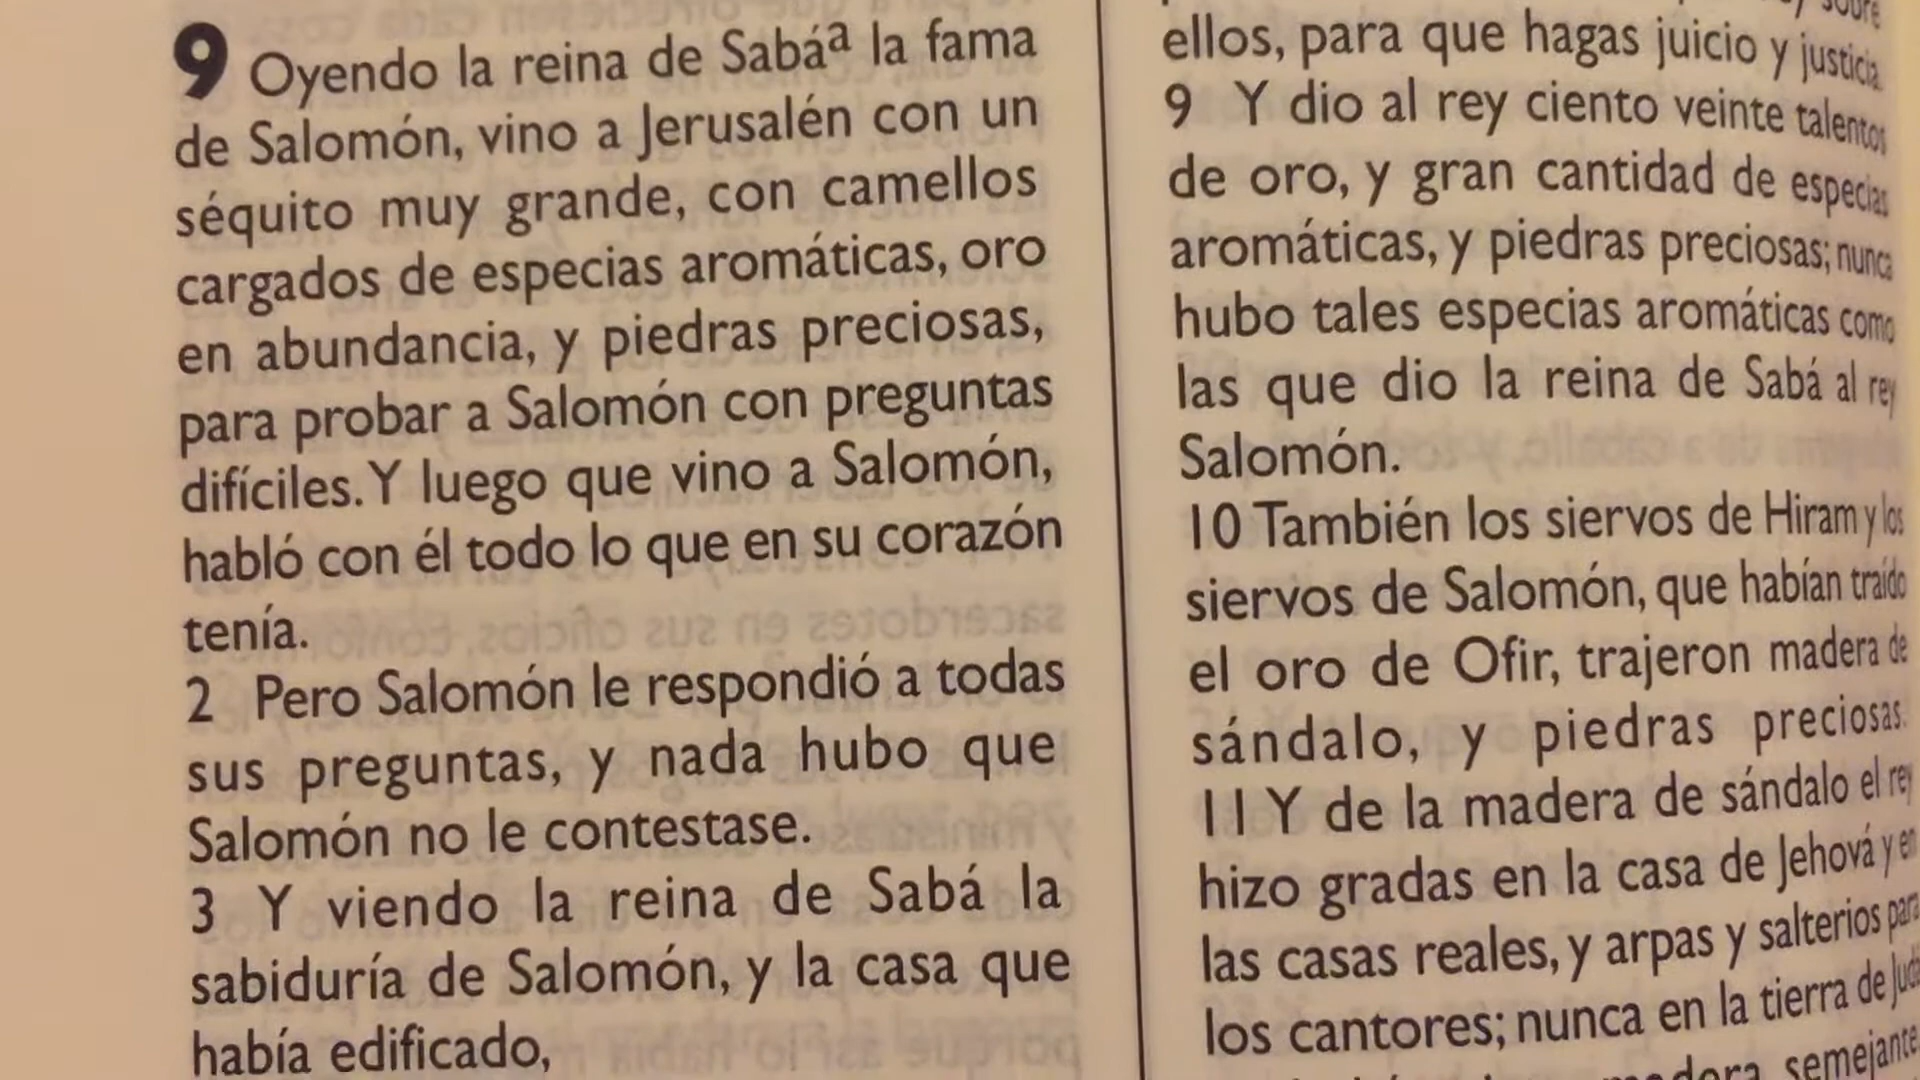 9 Oyendo la reina de Sabáª la fama
de Salomón, vino a Jerusalén con un
séquito muy grande, con camellos
cargados de especias aromáticas, oro
en abundancia, y piedras preciosas,
para probar a Salomón con preguntas
difíciles. Y luego que vino a Salomón,
habló con él todo lo que en su corazón
tenía.
2 Pero Salomón le respondió a todas
sus preguntas, y nada hubo que
Salomón no le contestase.
3 Y viendo la reina de Sabá la
sabiduría de Salomón, y la casa que
había edificado,
sobre
ellos, para que hagas juicio y justicia.
9 Y dio al rey ciento veinte talentos
de oro, y gran cantidad de especias
aromáticas, y piedras preciosas; nunca
hubo tales especias aromáticas como
las que dio la reina de Sabá al rey
Salomón.
10 También los siervos de Hiram y los
siervos de Salomón, que habían traído
el oro de Ofir, trajeron madera de
sándalo, y piedras preciosas.
11 Y de la madera de sándalo el rey
hizo gradas en la casa de Jehová y en
las casas reales, y arpas y salterios para
los cantores; nunca en la tierra de Judá
semejante